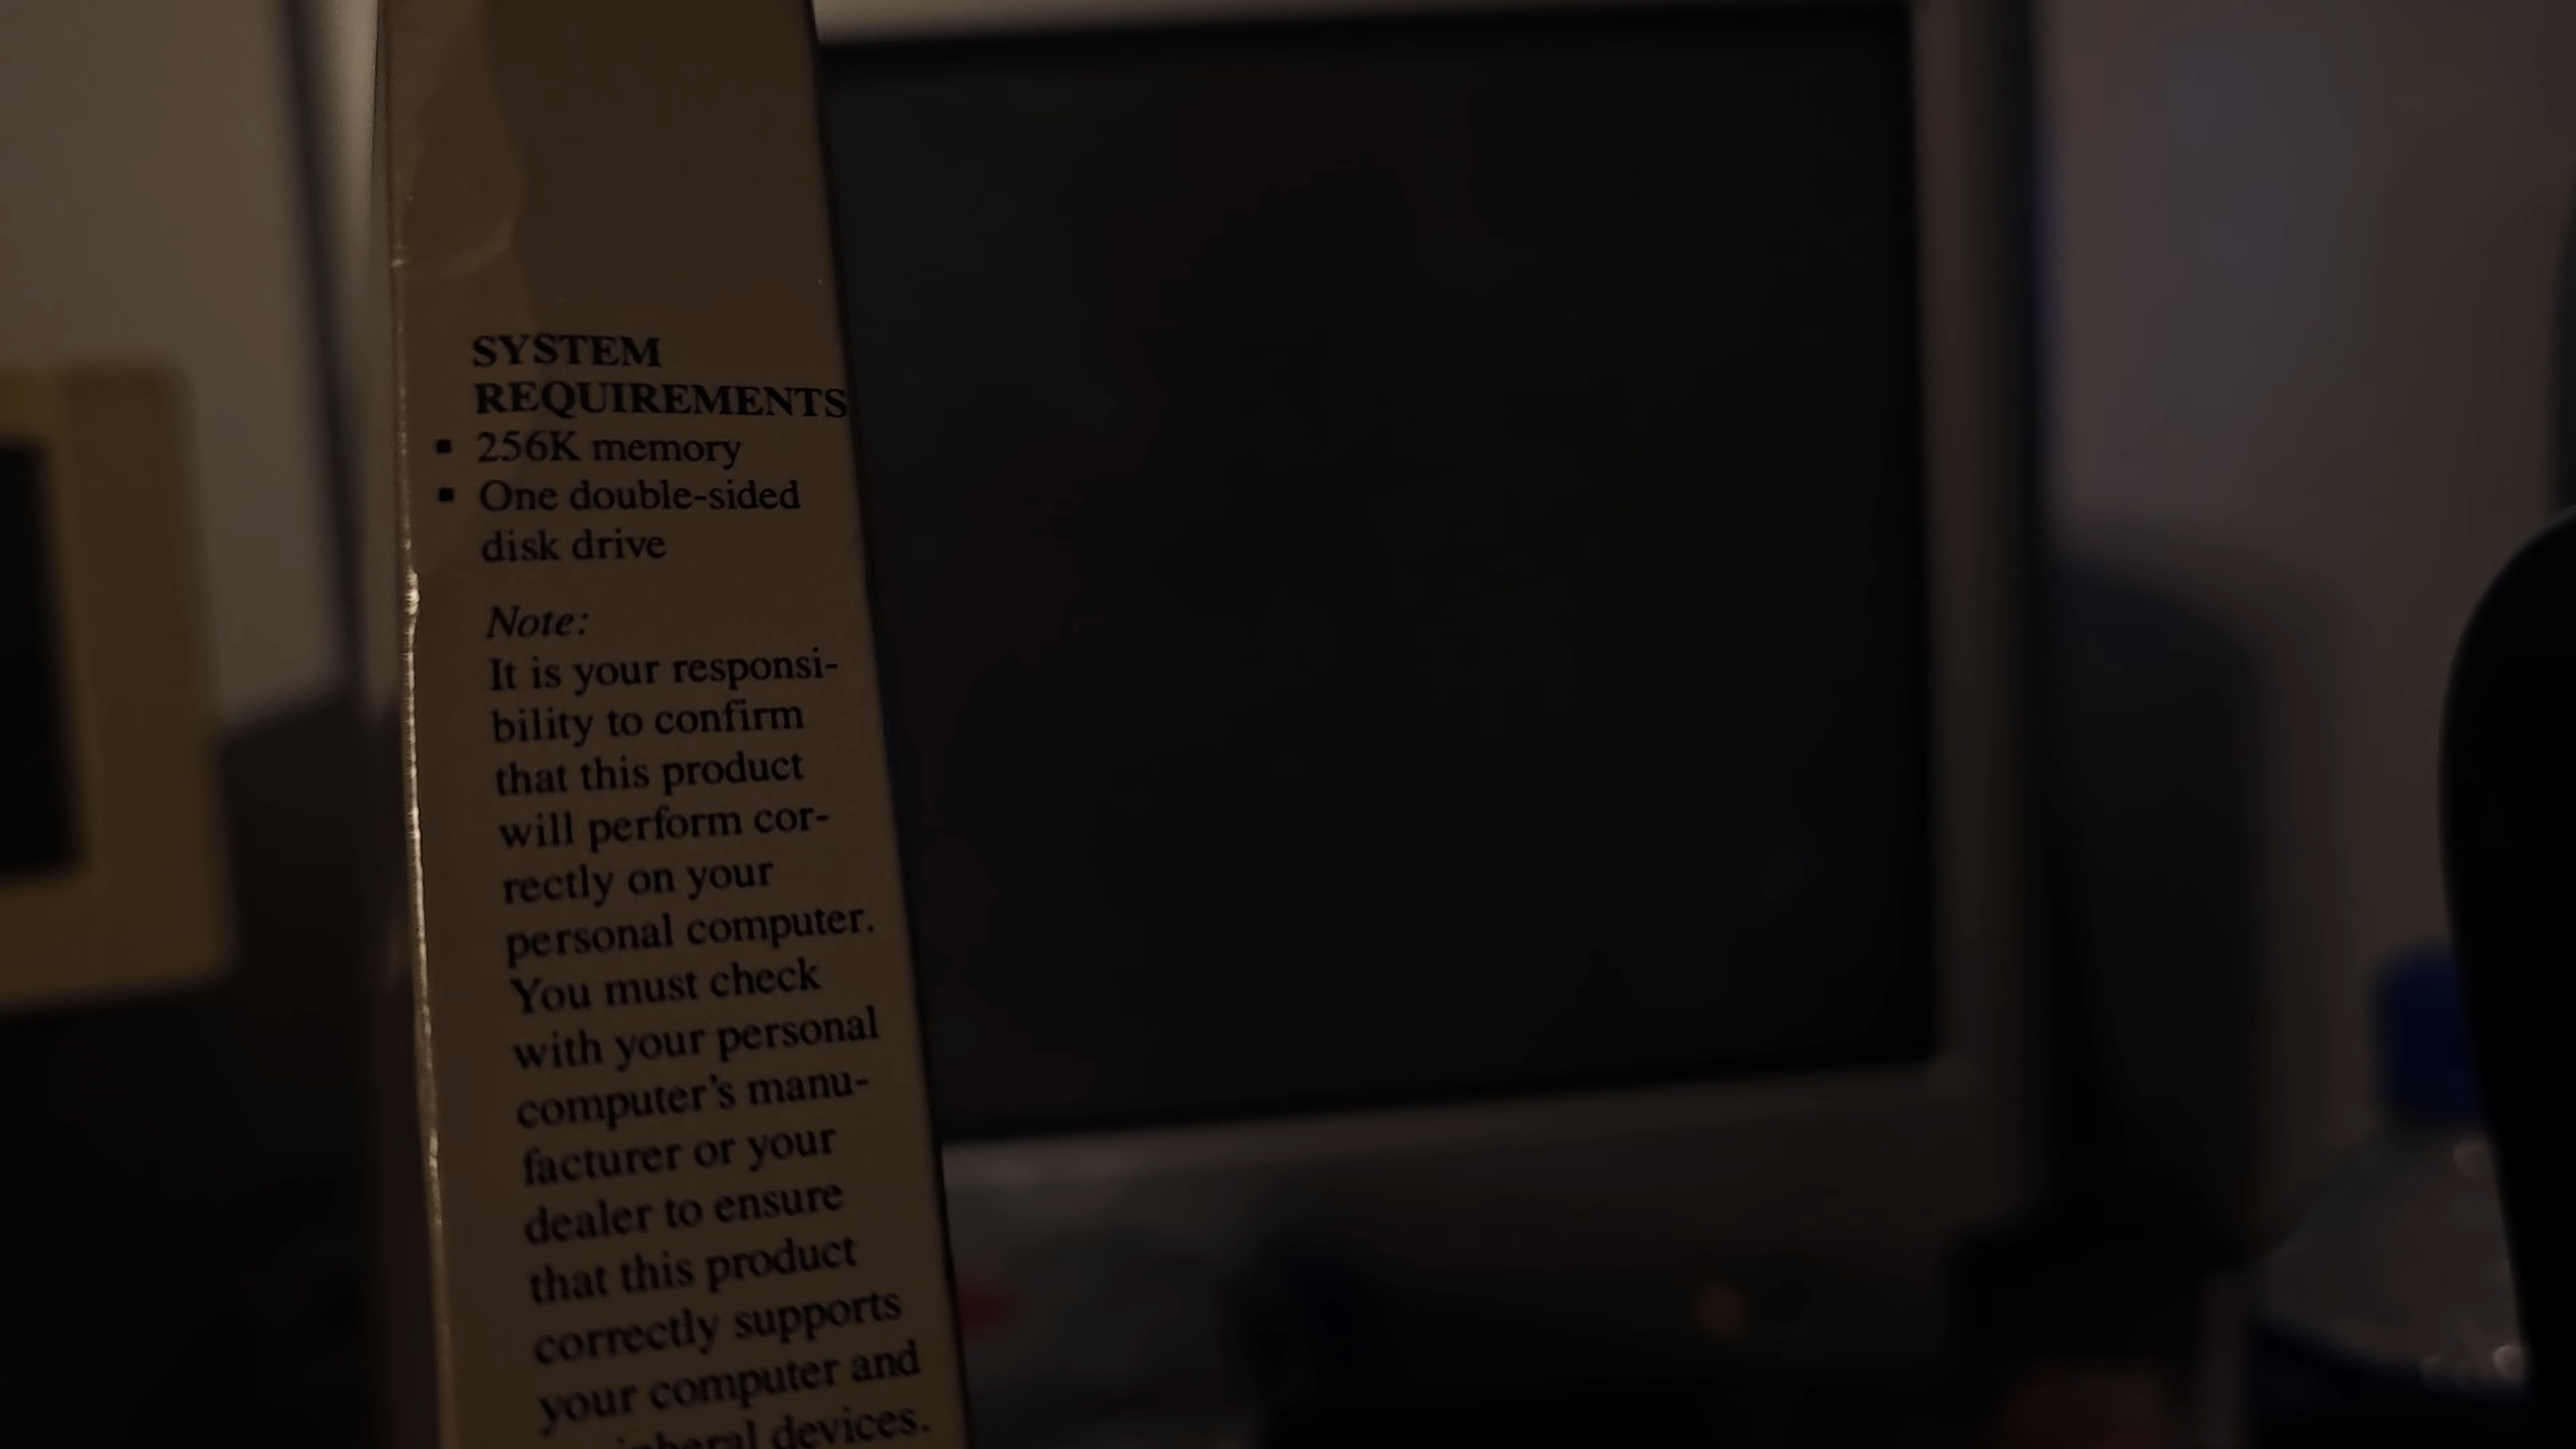 SYSTEM
REQUIREMENTS
▪ 256K memory
▪ One double-sided
disk drive
Note:
It is your responsi-
bility to confirm
that this product
will perform cor-
rectly on your
personal computer.
You must check
with your personal
computer's manu-
facturer or your
dealer to ensure
that this product
correctly supports
your computer and
devices.